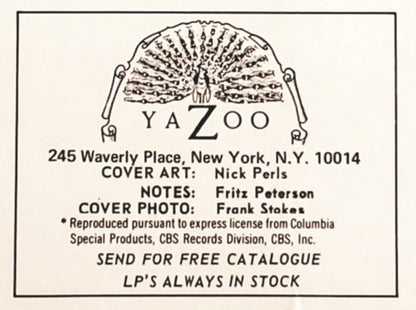 YAZOO
245 Waverly Place, New York, N.Y. 10014
COVER ART: Nick Perls
NOTES: Fritz Peterson
COVER PHOTO: Frank Stokes
* Reproduced pursuant to express license from Columbia
Special Products, CBS Records Division, CBS, Inc.
SEND FOR FREE CATALOGUE
LP'S ALWAYS IN STOCK